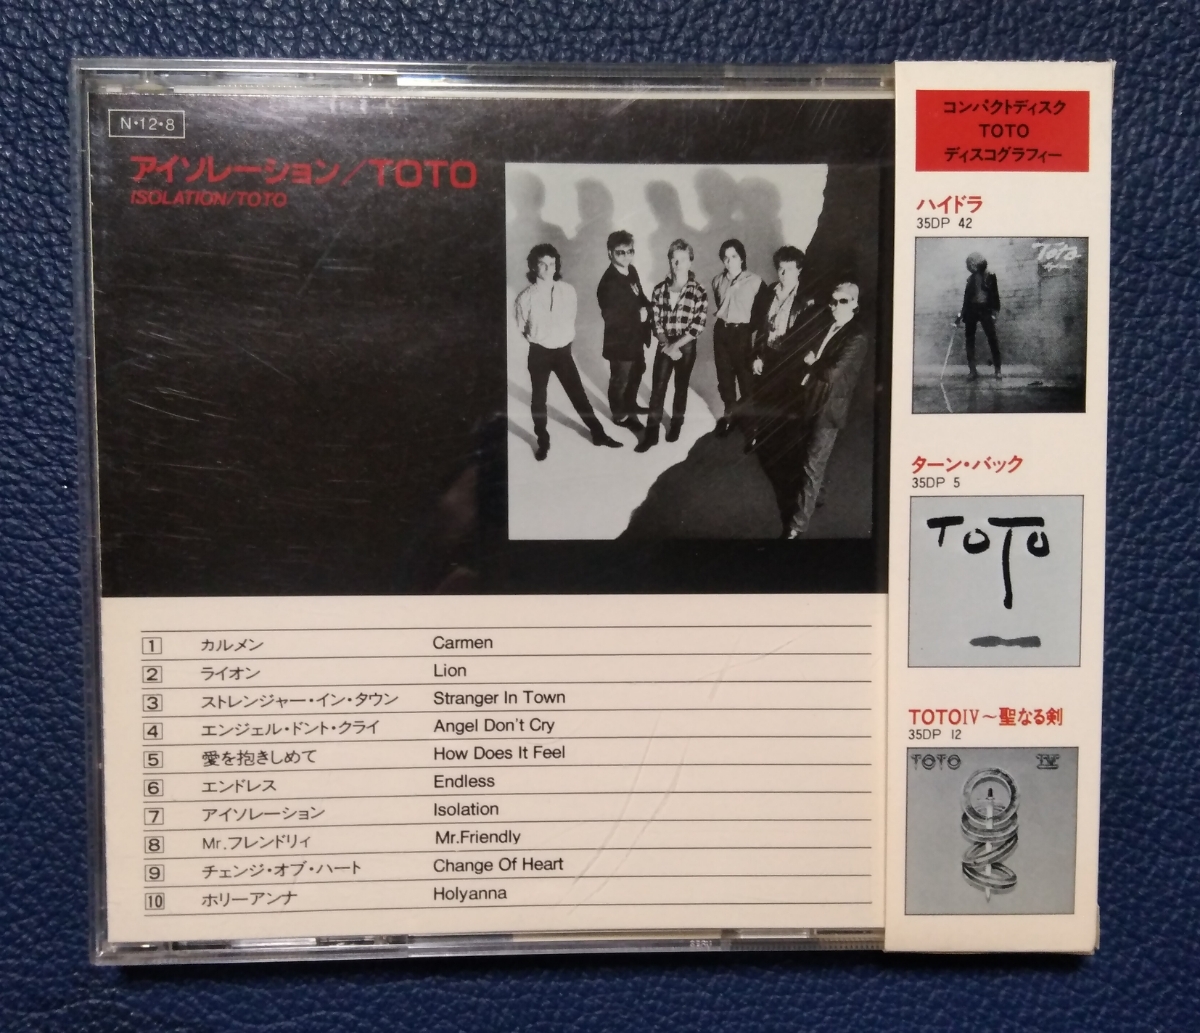 N・12・8
アイソレーション/TOTO
ISOLATION/TOTO
1 カルメン Carmen
2 ライオン Lion
3 ストレンジャー・イン・タウン Stranger In Town
4 エンジェル・ドント・クライ Angel Don't Cry
5 愛を抱きしめて How Does It Feel
6 エンドレス Endless
7 アイソレーション Isolation
8 Mr.フレンドリィ Mr.Friendly
9 チェンジ・オブ・ハート Change Of Heart
10 ホリーアンナ Holyanna
コンパクトディスク
TOTO
ディスコグラフィー
ハイドラ
35DP 42
ToTo
ターン・バック
35DP 5
ToTo
TOTOIV～聖なる剣
35DP 12
TOTO IV